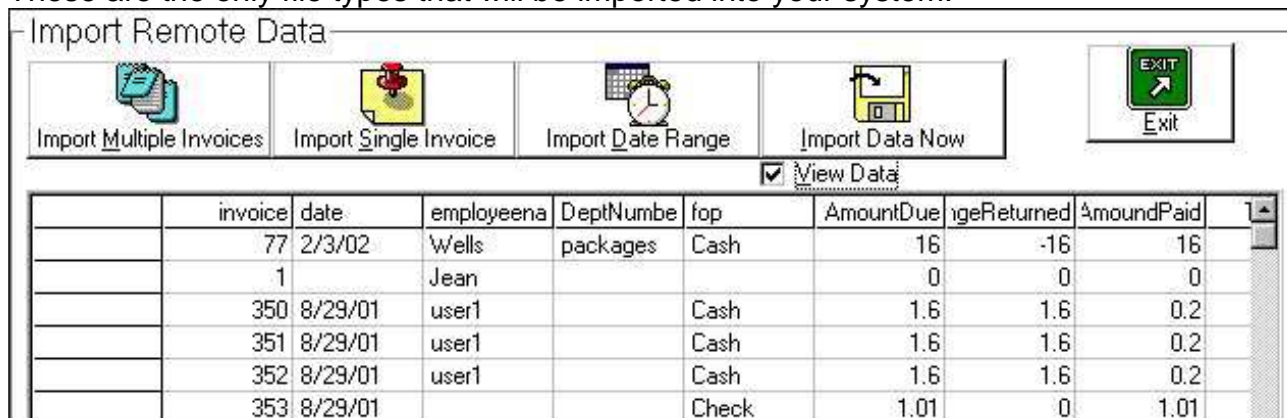 These are the only file types that will be imported into your system.
Import Remote Data
EXIT
Import Multiple Invoices Import Single Invoice Import Date Range Import Data Now Exit
View Data
invoice date employeena DeptNumbe fop AmountDue ngeReturned AmoundPaid
77 2/3/02 Wells packages Cash 16 -16 16
1 Jean 0 0 0
350 8/29/01 user1 Cash 1.6 1.6 0.2
351 8/29/01 user1 Cash 1.6 1.6 0.2
352 8/29/01 user1 Cash 1.6 1.6 0.2
353 8/29/01 Check 1.01 0 1.01